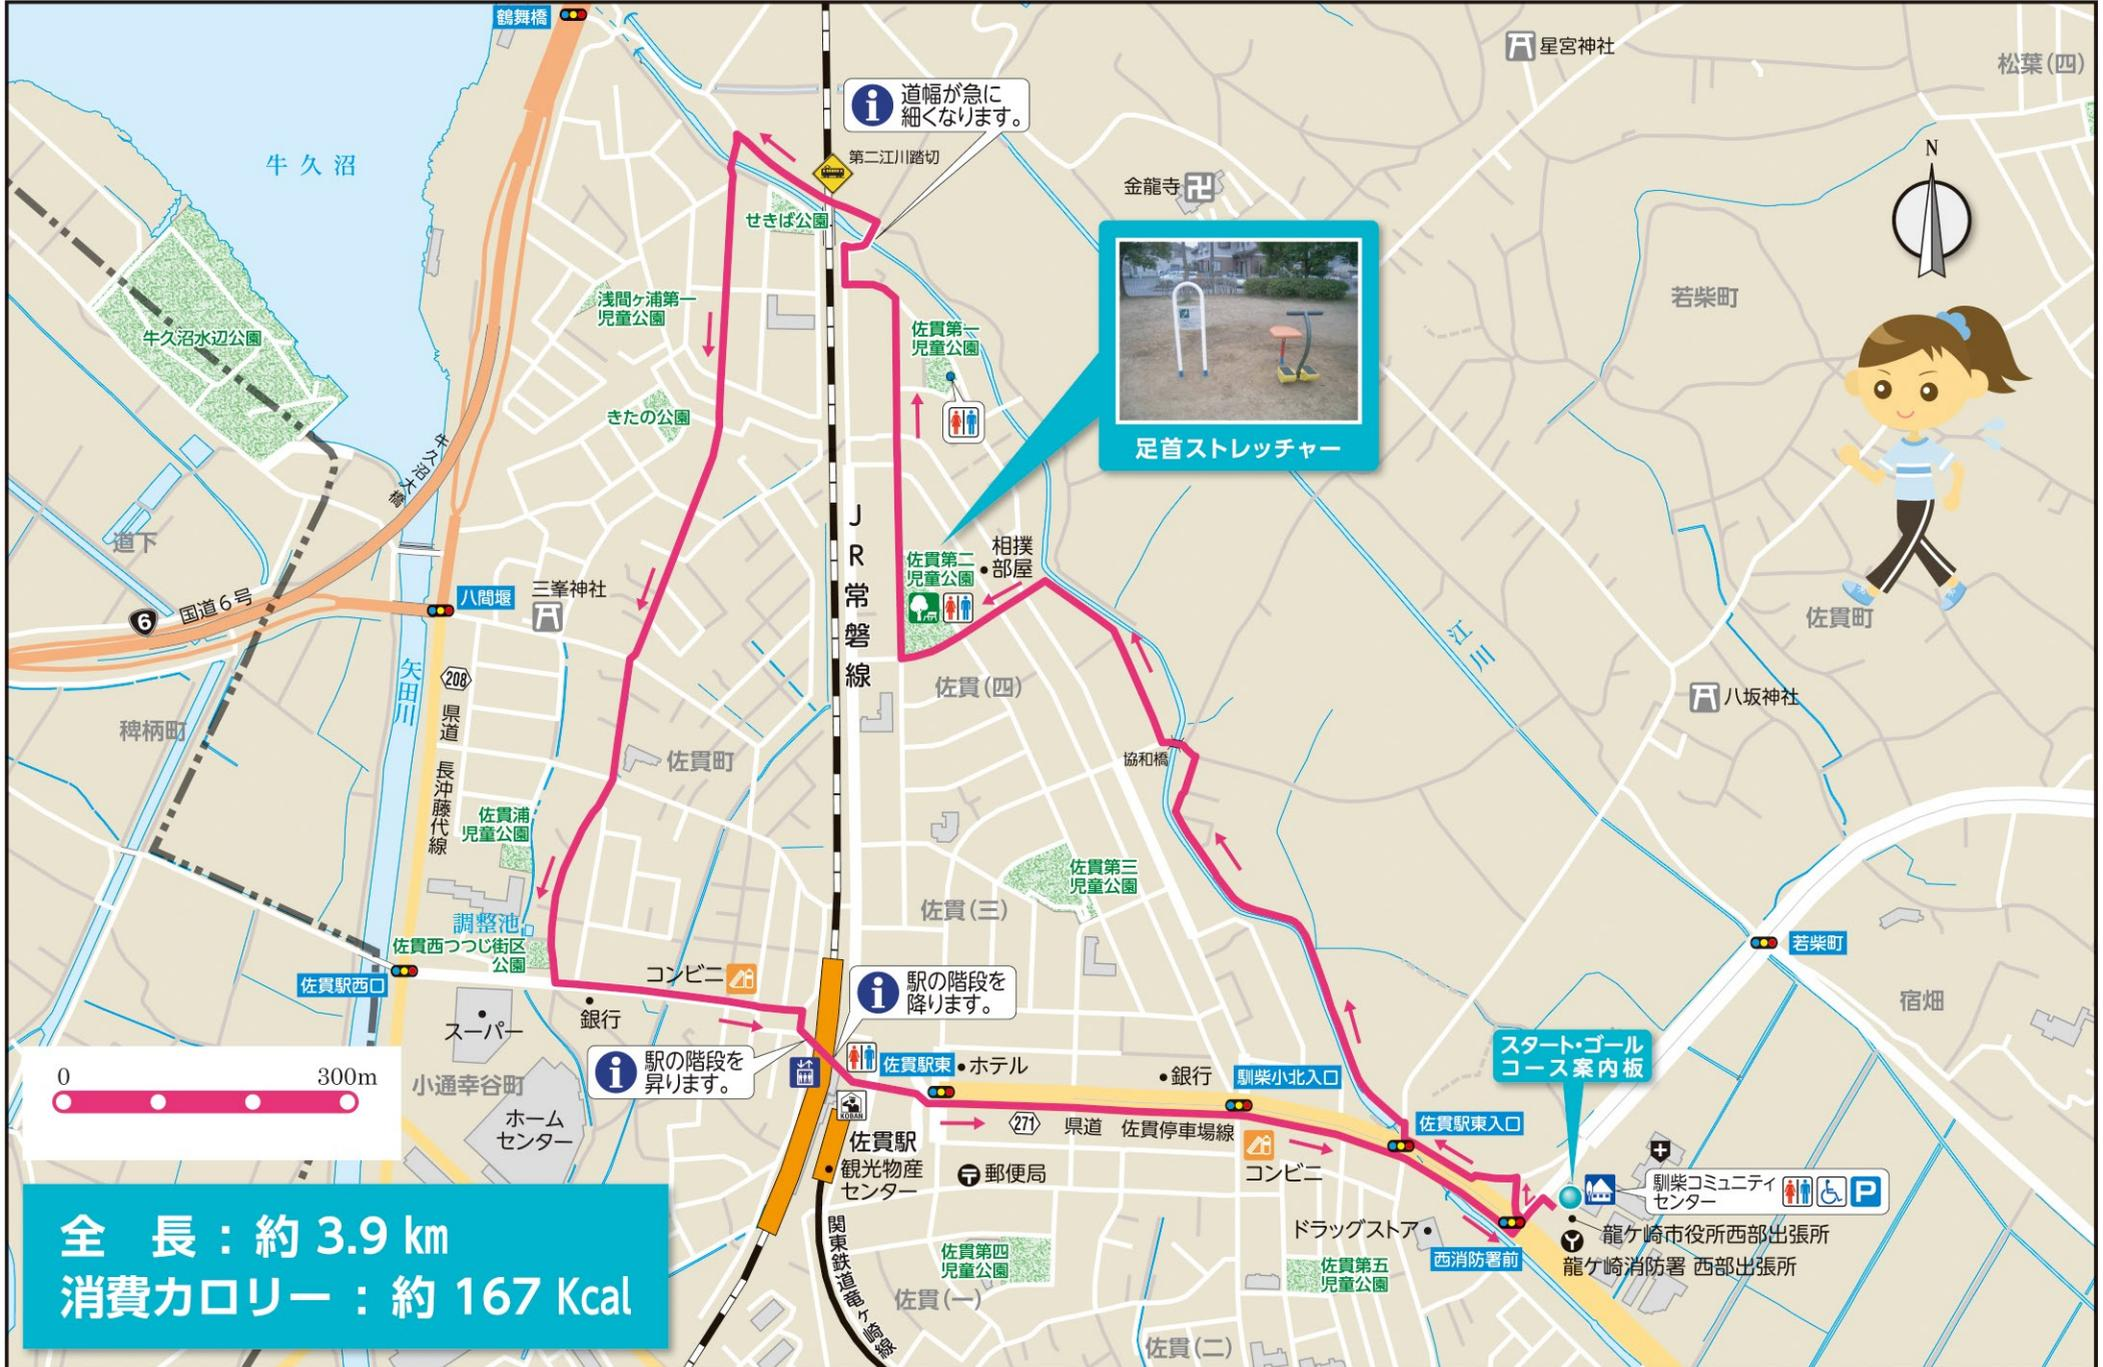 鶴舞橋
星宮神社
松葉(四)
道幅が急に
細くなります。
第二江川踏切
牛久沼
金龍寺
N
せきば公園
若柴町
浅間ヶ浦第一
児童公園
佐貫第一
児童公園
牛久沼水辺公園
きたの公園
足首ストレッチャー
牛久沼大橋
JR常磐線
道下
相撲
部屋
佐貫第二
児童公園
三峯神社
八間堰
国道6号
6
佐貫町
江川
佐貫(四)
208
県道 長沖藤代線
矢田川
八坂神社
稗柄町
佐貫町
協和橋
佐貫浦
児童公園
佐貫第三
児童公園
佐貫(三)
調整池
佐貫西つつじ街区
公園
若柴町
コンビニ
佐貫駅西口
駅の階段を
降ります。
宿畑
銀行
スーパー
スタート・ゴール
コース案内板
駅の階段を
昇ります。
佐貫駅東
ホテル
銀行
馴柴小北入口
0
300m
小通幸谷町
KOBAN
271
県道 佐貫停車場線
佐貫駅東入口
ホーム
センター
佐貫駅
観光物産
センター
郵便局
コンビニ
馴柴コミュニティ
センター
P
ドラッグストア
龍ケ崎市役所西部出張所
龍ケ崎消防署 西部出張所
西消防署前
全 長:約 3.9 km
消費カロリー:約 167 Kcal
関東鉄道竜ヶ崎線
佐貫第四
児童公園
佐貫第五
児童公園
佐貫(一)
佐貫(二)